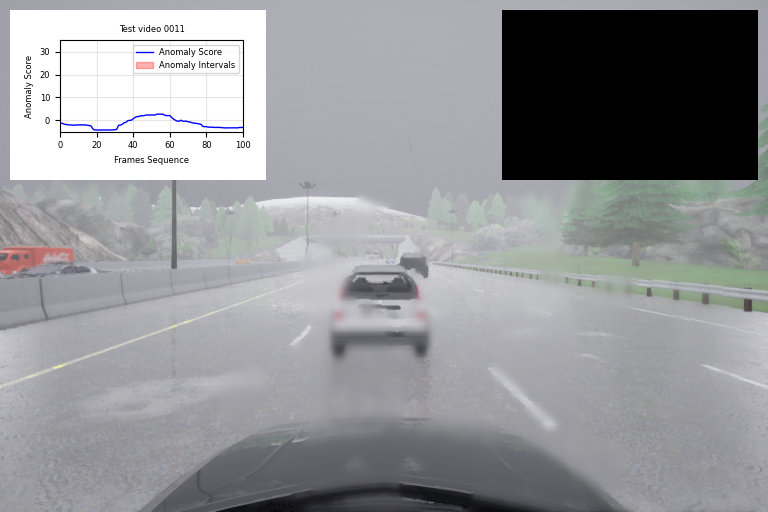 Test video 0011
Anomaly Score
30
20
10
0
Anomaly Score
Anomaly Intervals
0 20 40 60 80 100
Frames Sequence